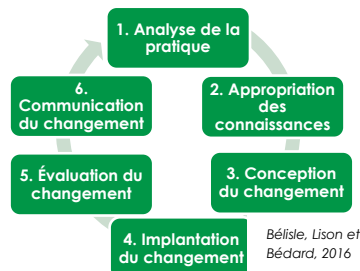 1. Analyse de la
pratique
2. Appropriation
des
connaissances
3. Conception
du changement
4. Implantation
du changement
5. Évaluation du
changement
6.
Communication
du changement
Bélisle, Lison et
Bédard, 2016